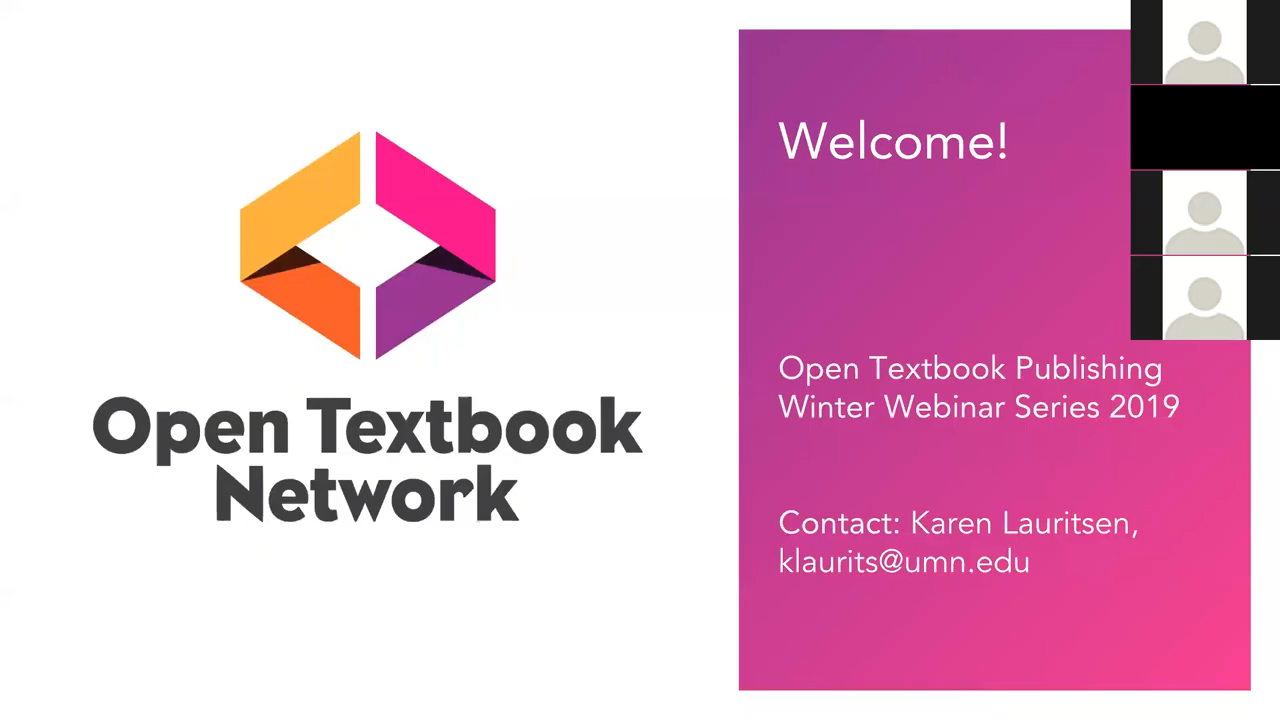 Open Textbook
Network
Welcome!
Open Textbook Publishing
Winter Webinar Series 2019
Contact: Karen Lauritsen,
klaurits@umn.edu